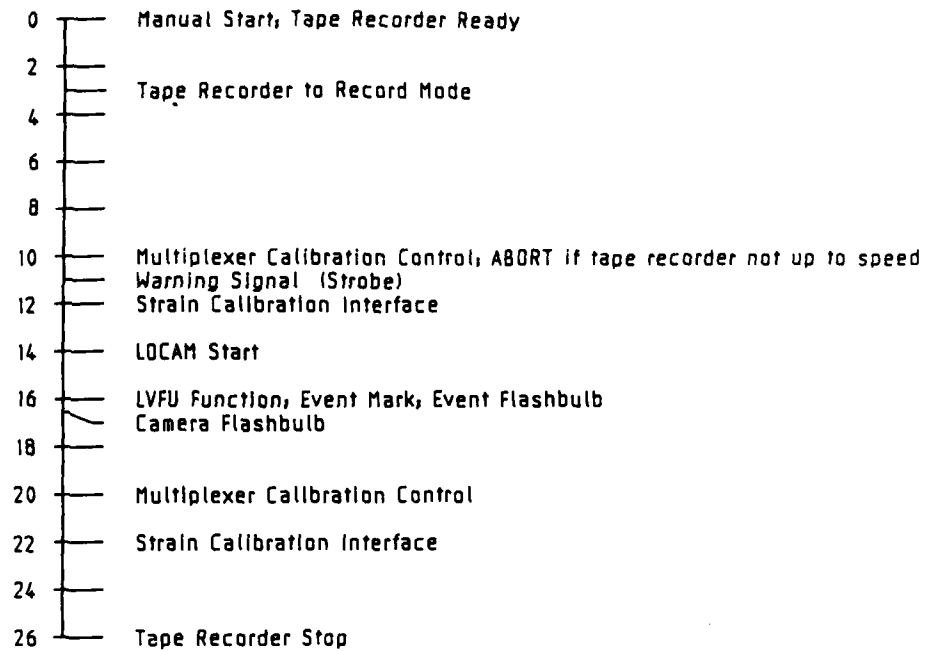 0 Manual Start, Tape Recorder Ready
2
Tape Recorder to Record Mode
4
6
8
10 Multiplexer Calibration Control, ABORT if tape recorder not up to speed
Warning Signal (Strobe)
12 Strain Calibration Interface
14 LOCAM Start
16 LVFU Function, Event Mark, Event Flashbulb
Camera Flashbulb
18
20 Multiplexer Calibration Control
22 Strain Calibration Interface
24
26 Tape Recorder Stop